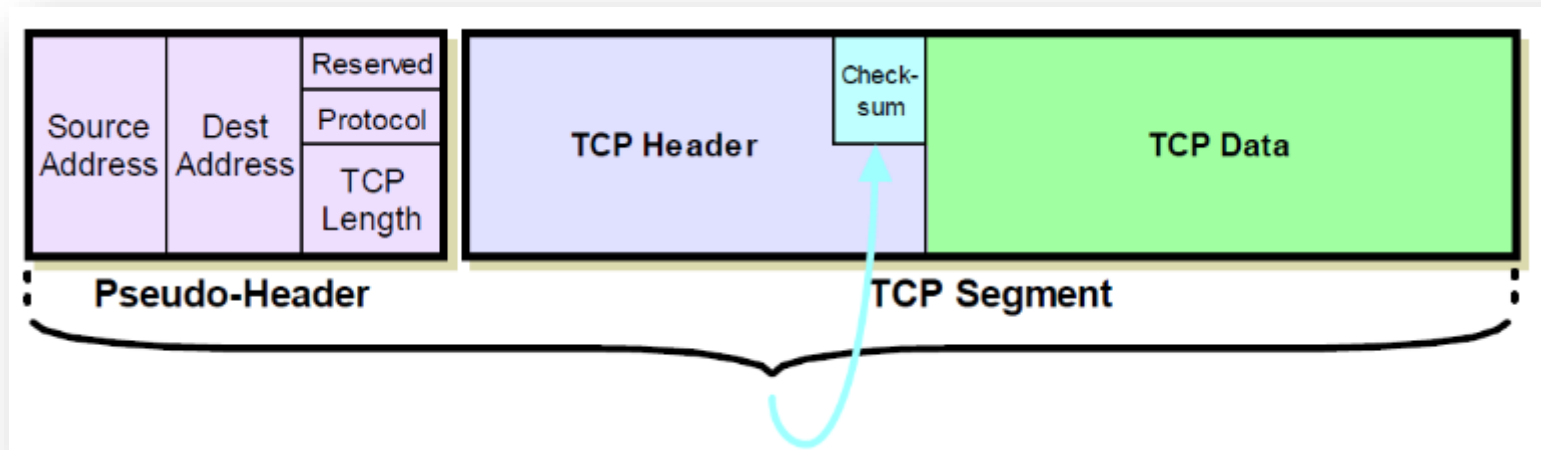 Source
Address
Dest
Address
Reserved
Protocol
TCP
Length
TCP Header
Check-
sum
TCP Data
Pseudo-Header
TCP Segment